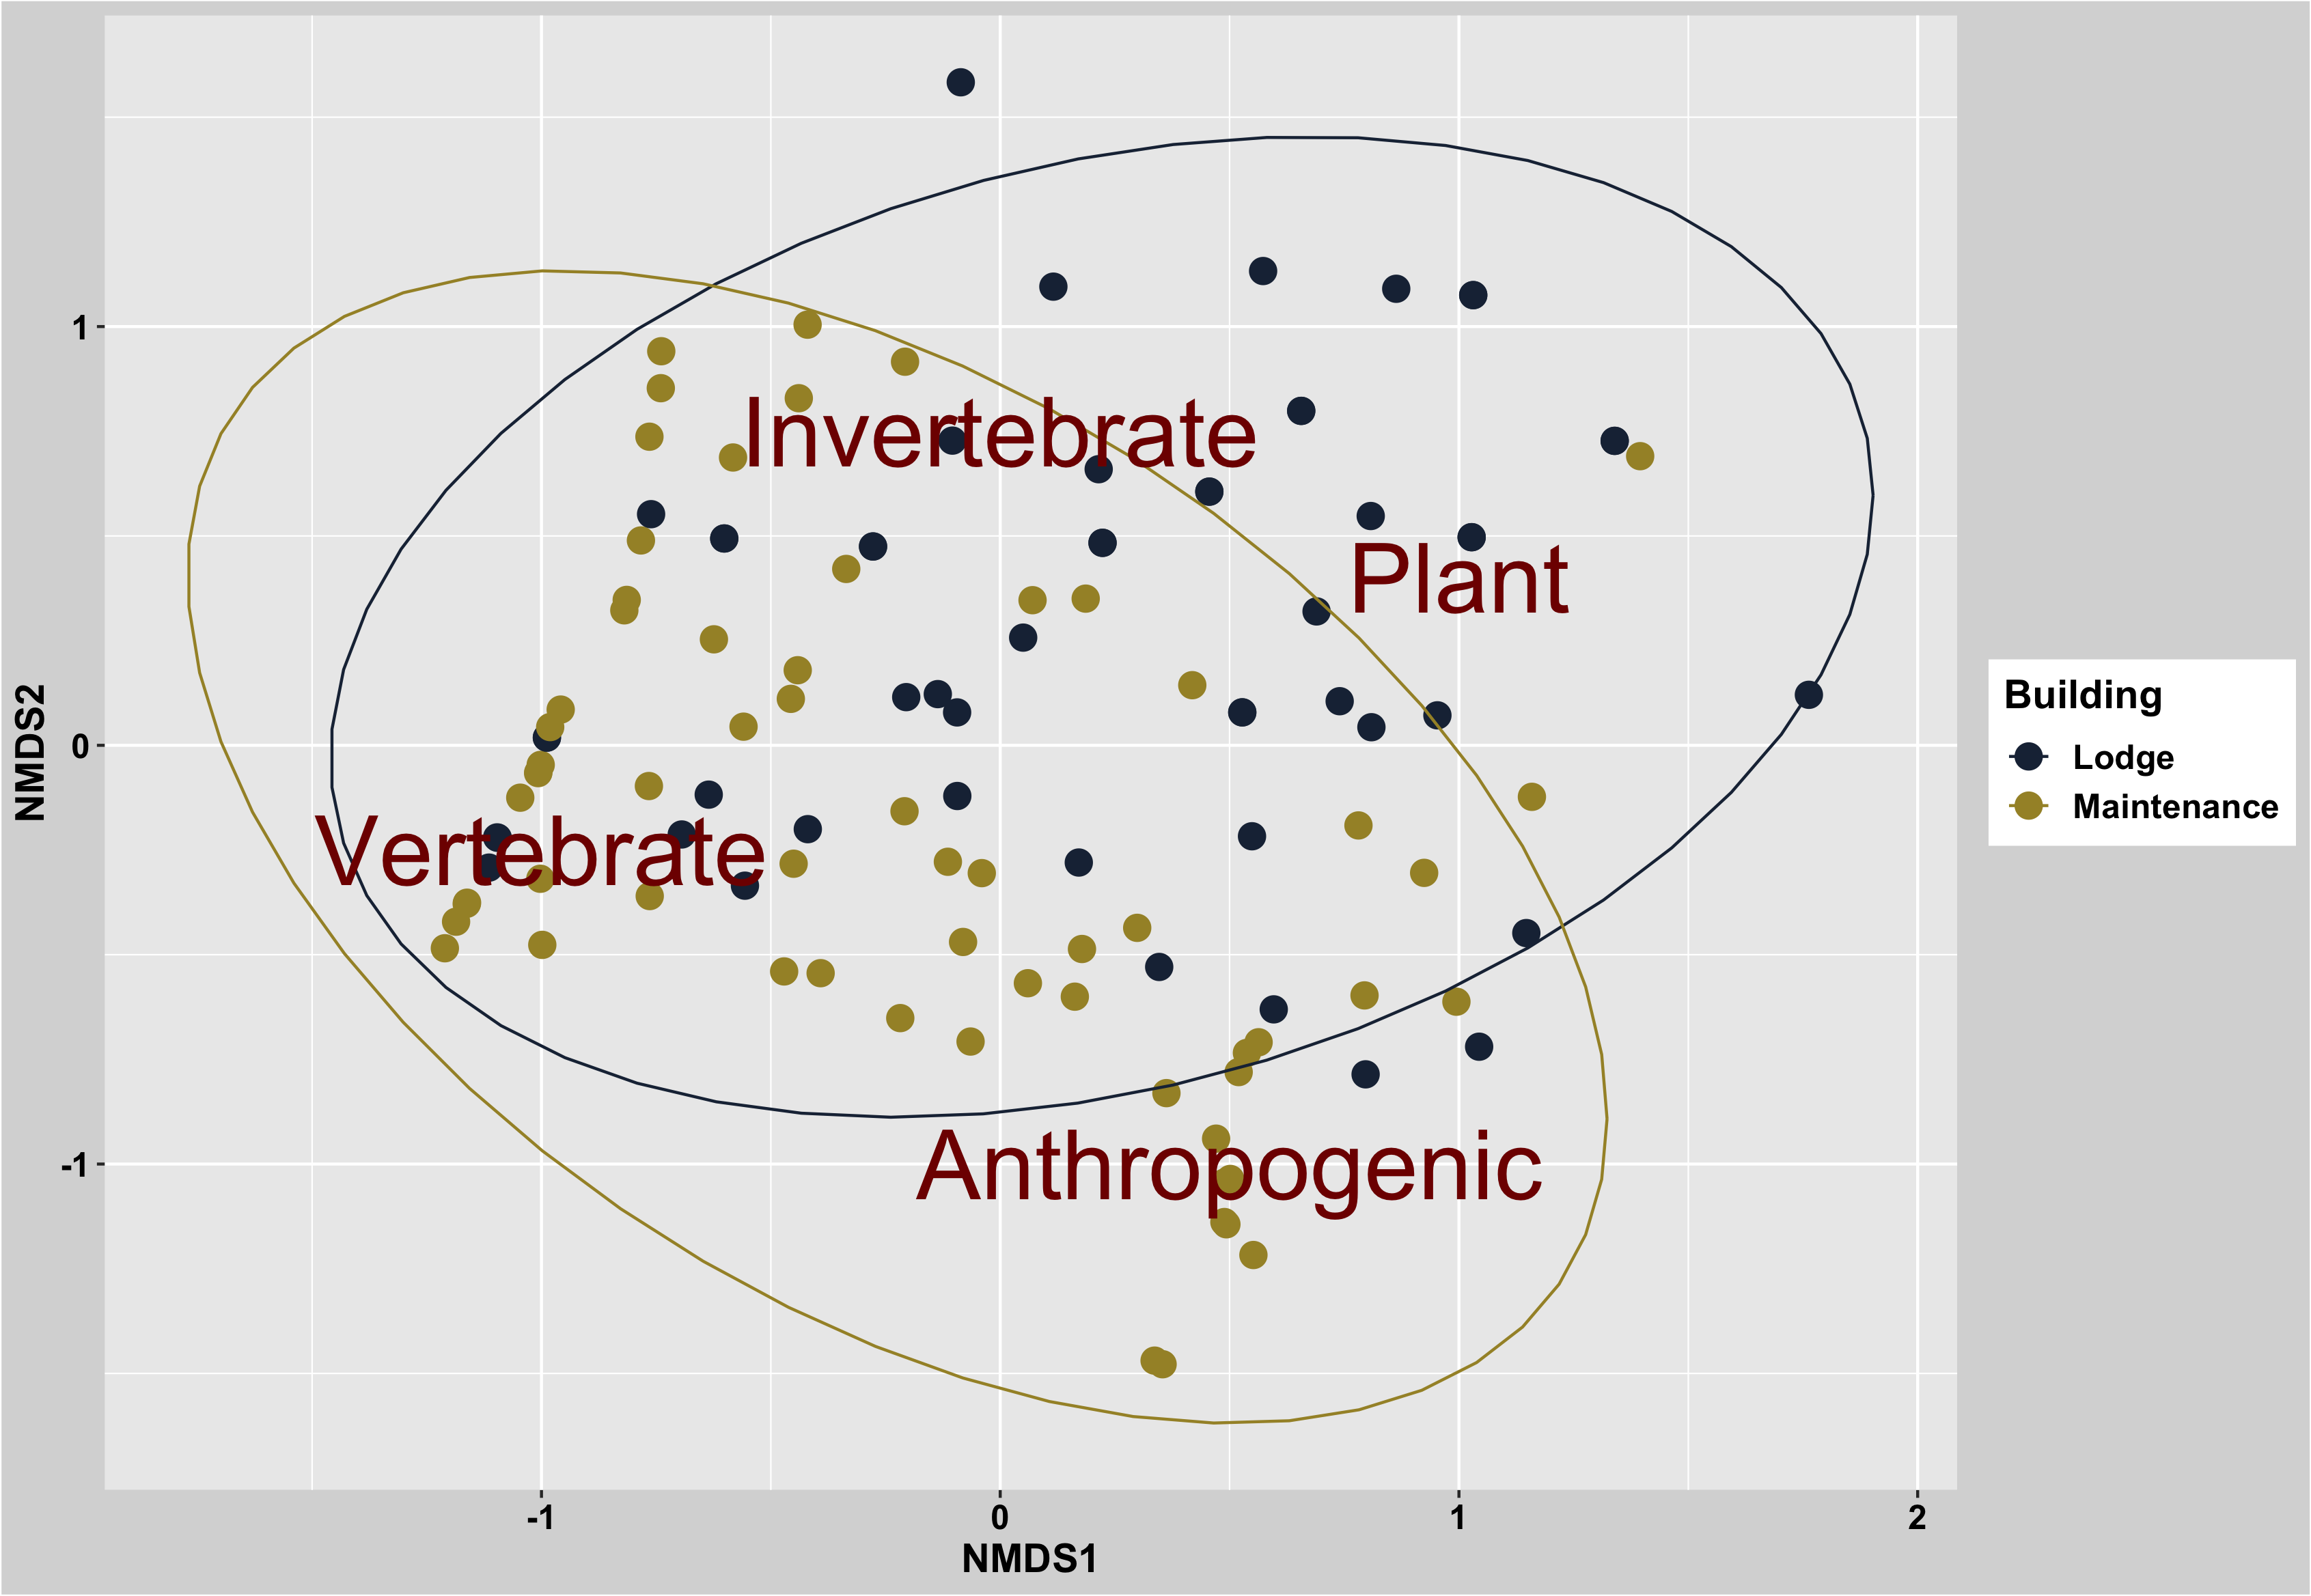 1
0
-1
NMDS2
Invertebrate
Plant
Vertebrate
Anthropogenic
-1
0
1
2
NMDS1
Building
Lodge
Maintenance